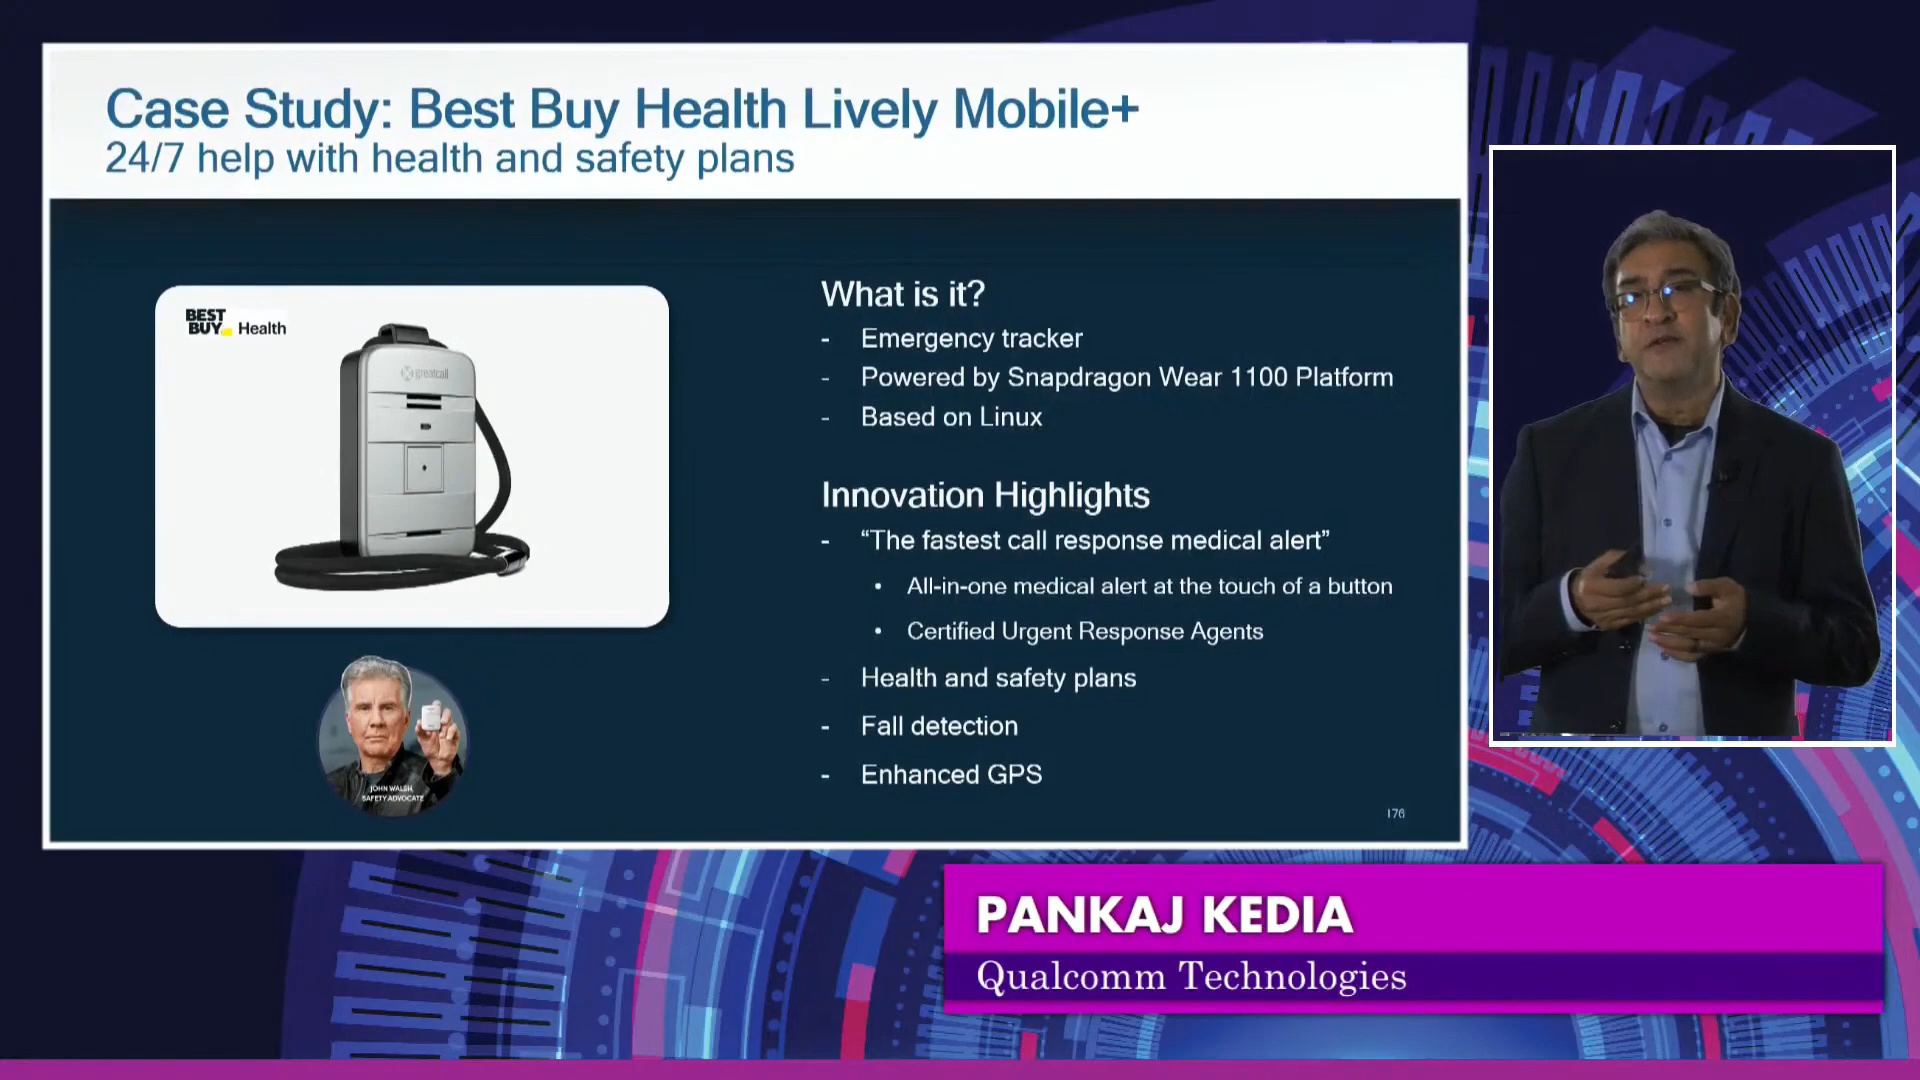 Case Study: Best Buy Health Lively Mobile+
24/7 help with health and safety plans
BEST
BUY Health
greatcall
JOHN WALSH,
SAFETY ADVOCATE
What is it?
- Emergency tracker
- Powered by Snapdragon Wear 1100 Platform
- Based on Linux
Innovation Highlights
- “The fastest call response medical alert”
• All-in-one medical alert at the touch of a button
• Certified Urgent Response Agents
- Health and safety plans
- Fall detection
- Enhanced GPS
176
PANKAJ KEDIA
Qualcomm Technologies